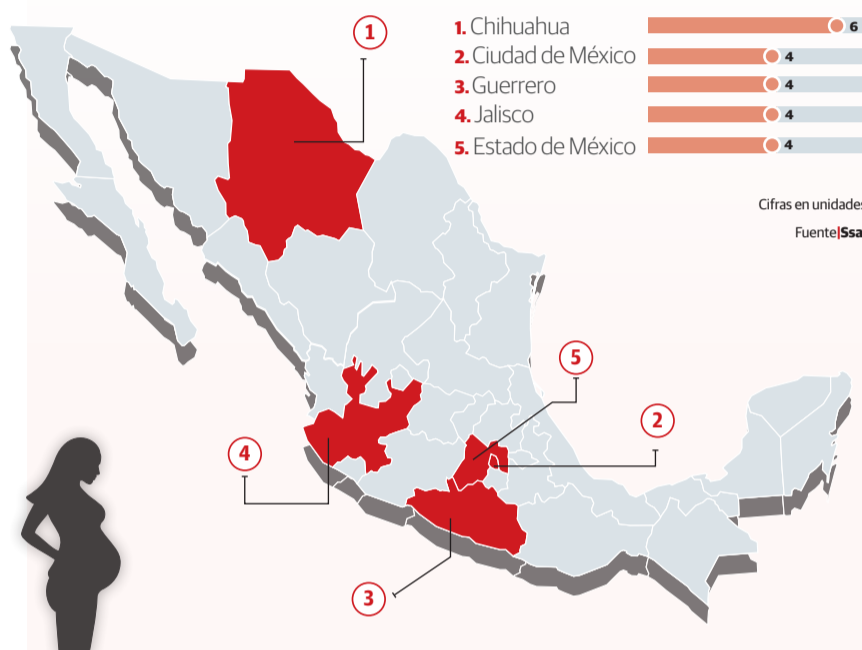 1. Chihuahua 6
2. Ciudad de México 4
3. Guerrero 4
4. Jalisco 4
5. Estado de México 4
Cifras en unidades
Fuente|Ssa
1
5
2
4
3